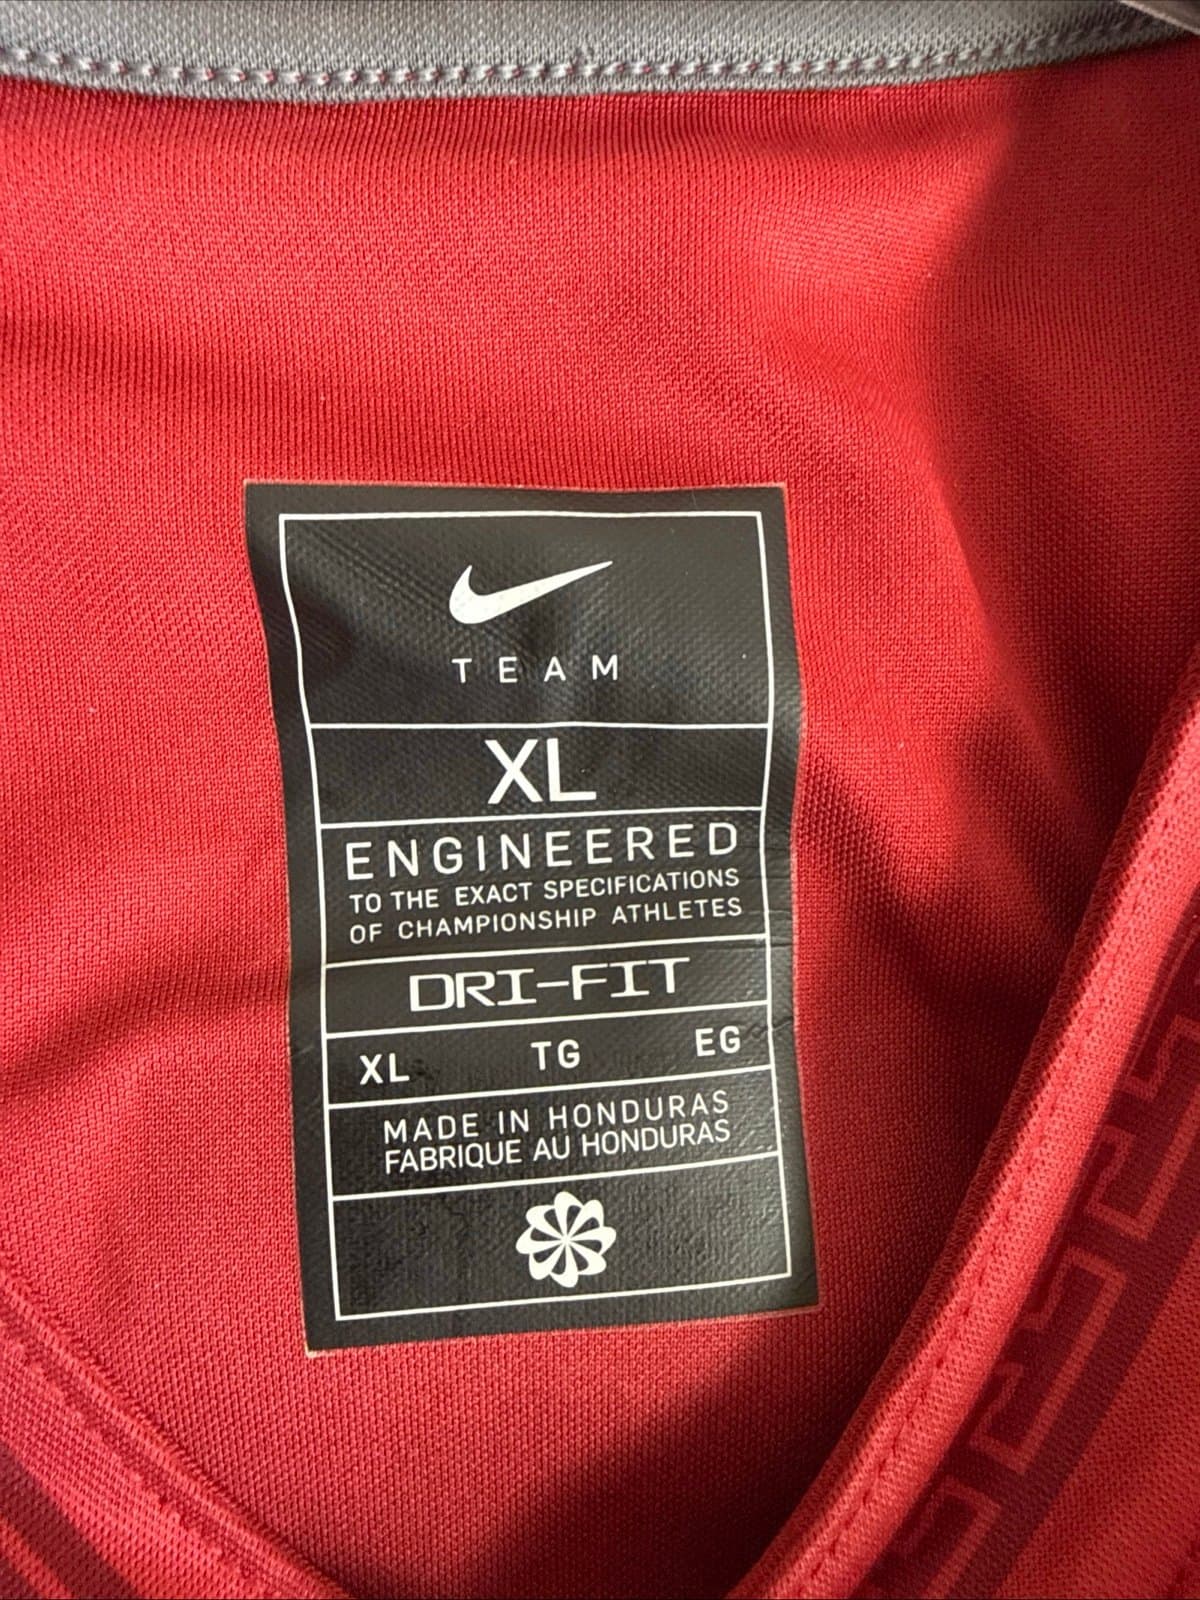 TEAM
XL
ENGINEERED
TO THE EXACT SPECIFICATIONS
OF CHAMPIONSHIP ATHLETES
DRI-FIT
XL TG EG
MADE IN HONDURAS
FABRIQUE AU HONDURAS